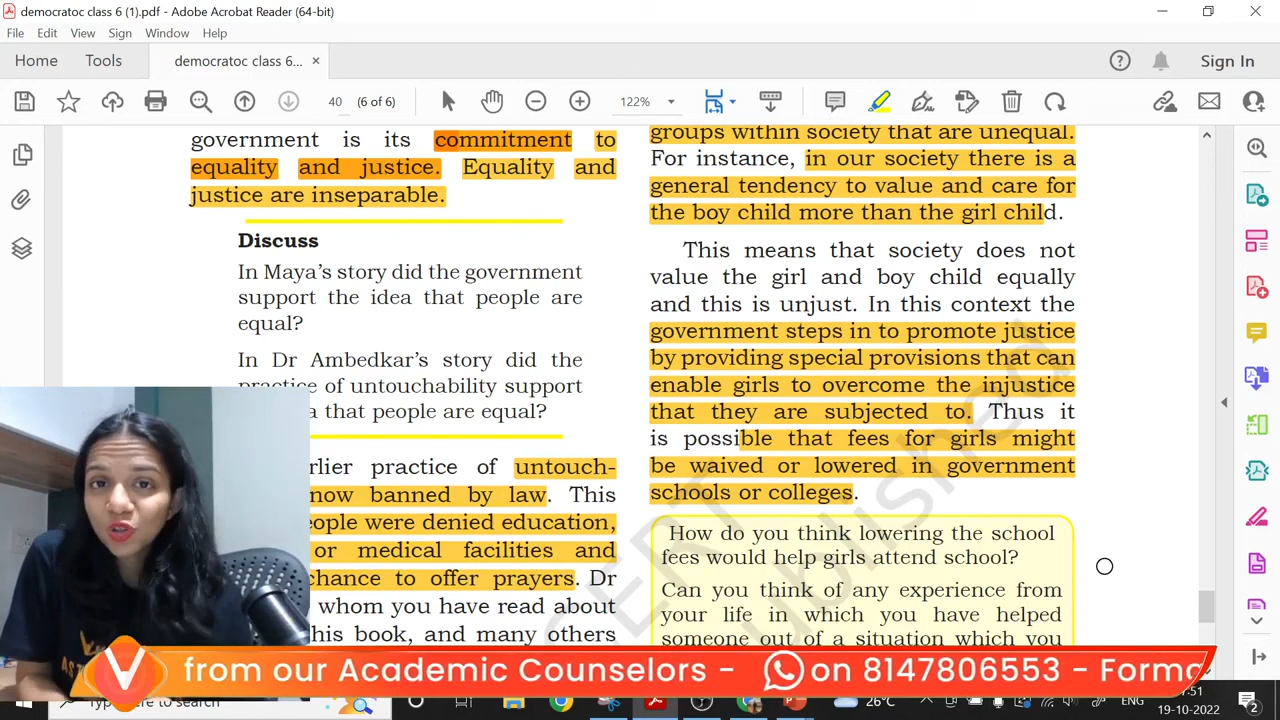 democratoc class 6 (1).pdf - Adobe Acrobat Reader (64-bit)
File Edit View Sign Window Help
Home Tools democratoc class 6... × Sign In
40 (6 of 6) 122%
government is its commitment to
equality and justice. Equality and
justice are inseparable.
Discuss
In Maya's story did the government
support the idea that people are
equal?
In Dr Ambedkar's story did the
practice of untouchability support
a that people are equal?
rlier practice of untouch-
now banned by law. This
eople were denied education,
or medical facilities and
chance to offer prayers. Dr
whom you have read about
his book, and many others
groups within society that are unequal.
For instance, in our society there is a
general tendency to value and care for
the boy child more than the girl child.
This means that society does not
value the girl and boy child equally
and this is unjust. In this context the
government steps in to promote justice
by providing special provisions that can
enable girls to overcome the injustice
that they are subjected to. Thus it
is possible that fees for girls might
be waived or lowered in government
schools or colleges.
How do you think lowering the school
fees would help girls attend school?
Can you think of any experience from
your life in which you have helped
someone out of a situation which you
V from our Academic Counselors - on 8147806553 - Forma
here to search
26°C ENG :51
19-10-2022 2